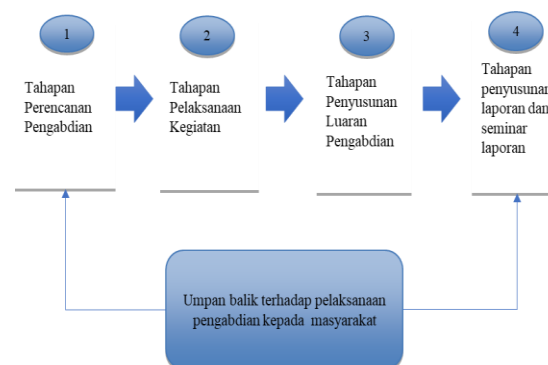 1
Tahapan
Perencanan
Pengabdian
2
Tahapan
Pelaksanaan
Kegiatan
3
Tahapan
Penyusunan
Luaran
Pengabdian
4
Tahapan
penyusunan
laporan dan
seminar
laporan
Umpan balik terhadap pelaksanaan
pengabdian kepada masyarakat